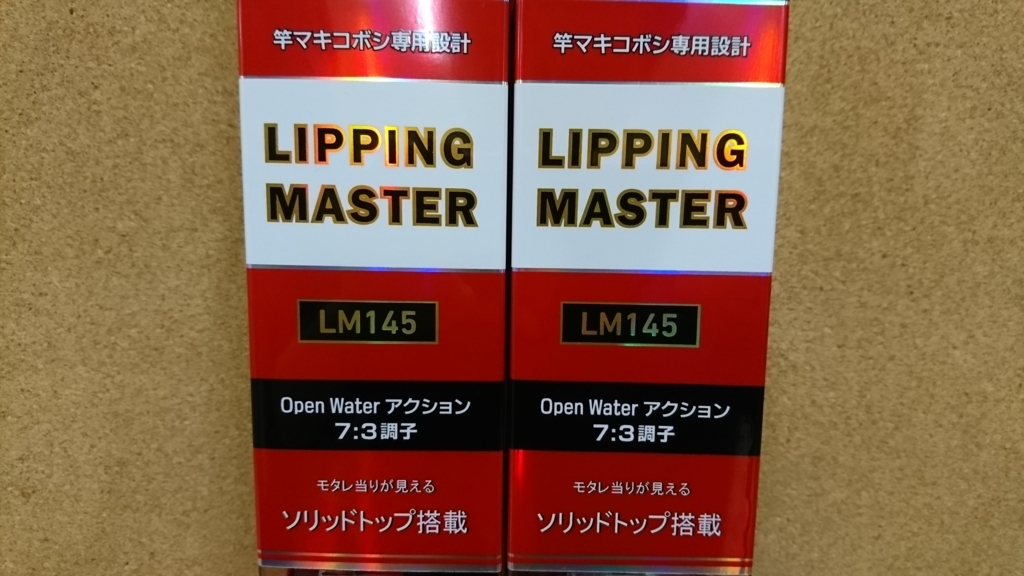 竿マキコボシ専用設計
LIPPING
MASTER
LM145
Open Water アクション
7:3調子
モタレ当りが見える
ソリッドトップ搭載
竿マキコボシ専用設計
LIPPING
MASTER
LM145
Open Water アクション
7:3調子
モタレ当りが見える
ソリッドトップ搭載